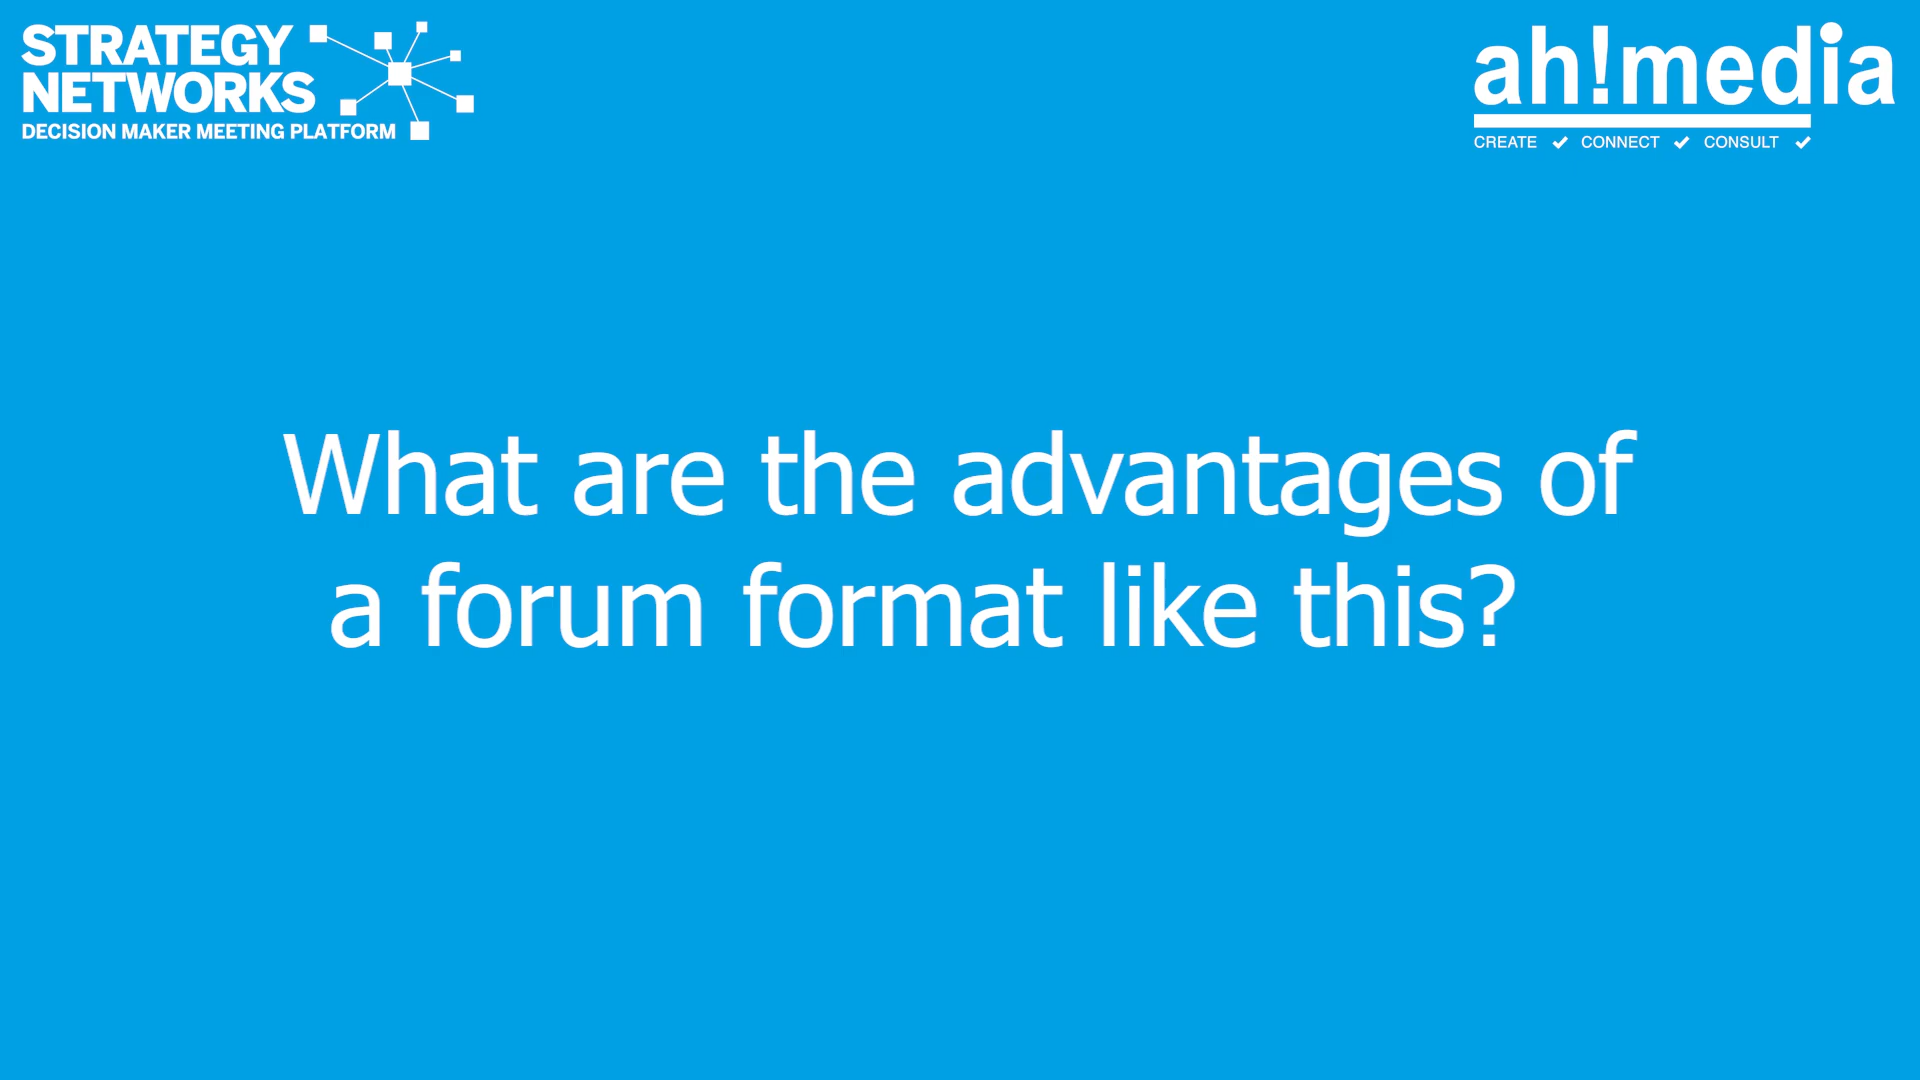 STRATEGY
NETWORKS
DECISION MAKER MEETING PLATFORM
ah!media
CREATE CONNECT CONSULT
What are the advantages of
a forum format like this?